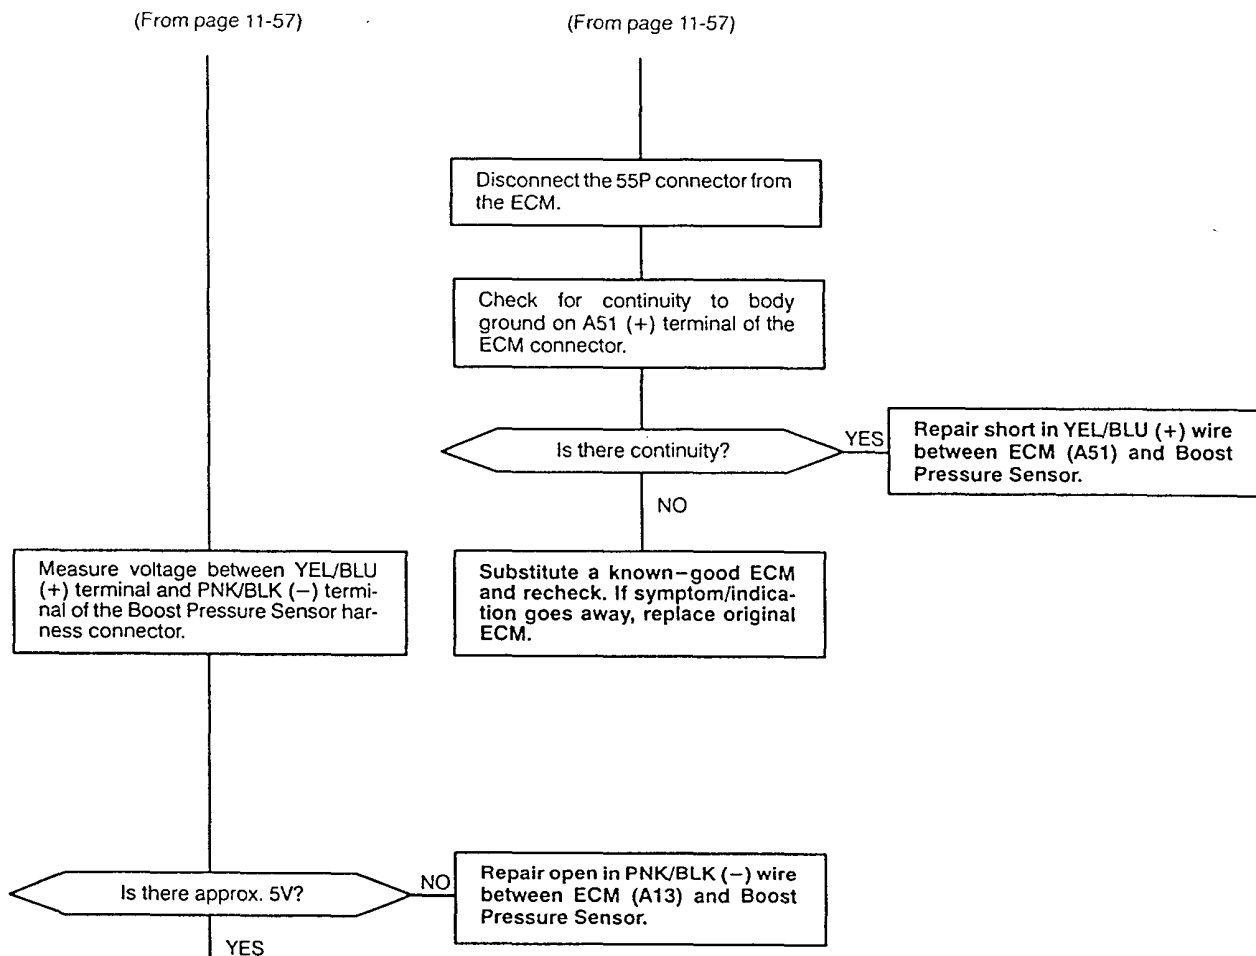 (From page 11-57)
(From page 11-57)
Disconnect the 55P connector from
the ECM.
Check for continuity to body
ground on A51 (+) terminal of the
ECM connector.
Is there continuity?
YES
Repair short in YEL/BLU (+) wire
between ECM (A51) and Boost
Pressure Sensor.
NO
Measure voltage between YEL/BLU
(+) terminal and PNK/BLK (−) termi-
nal of the Boost Pressure Sensor har-
ness connector.
Substitute a known–good ECM
and recheck. If symptom/indica-
tion goes away, replace original
ECM.
Is there approx. 5V?
NO
Repair open in PNK/BLK (−) wire
between ECM (A13) and Boost
Pressure Sensor.
YES